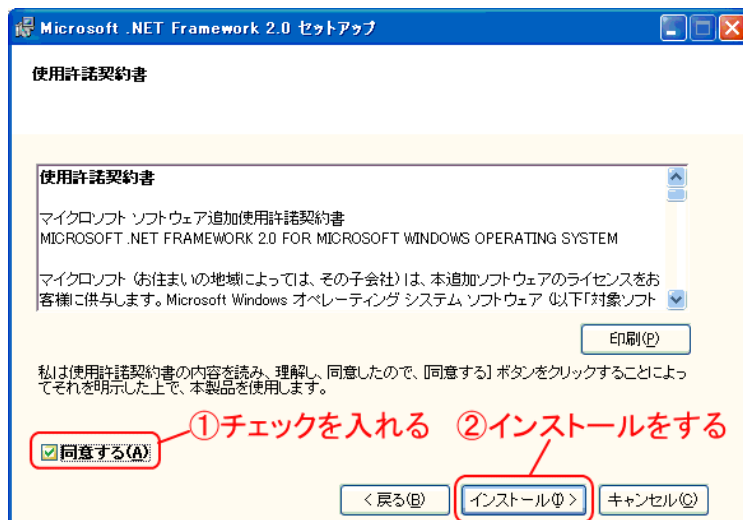 Microsoft .NET Framework 2.0 セットアップ
使用許諾契約書
使用許諾契約書
マイクロソフト ソフトウェア追加使用許諾契約書
MICROSOFT .NET FRAMEWORK 2.0 FOR MICROSOFT WINDOWS OPERATING SYSTEM
マイクロソフト (お住まいの地域によっては、その子会社) は、本追加ソフトウェアのライセンスをお
客様に供与します。Microsoft Windows オペレーティング システム ソフトウェア (以下「対象ソフト
印刷(P)
私は使用許諾契約書の内容を読み、理解し、同意したので、[同意する] ボタンをクリックすることによっ
てそれを明示した上で、本製品を使用します。
①チェックを入れる ②インストールをする
同意する(A)
< 戻る(B) インストール(I) > キャンセル(C)